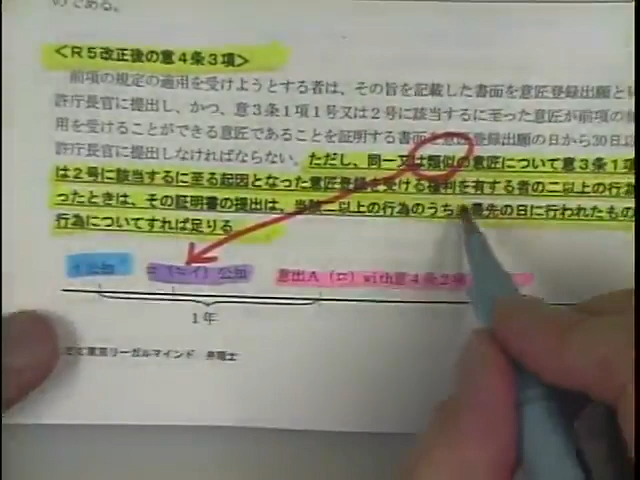 のである。
<R5改正後の意4条3項>
前項の規定の適用を受けようとする者は、その旨を記載した書面を意匠登録出願と
許庁長官に提出し、かつ、意3条1項1号又は2号に該当するに至った意匠が前項の
用を受けることができる意匠であることを証明する書面 意匠登録出願の日から30日以
許庁長官に提出しなければならない。ただし、同一又は類似の意匠について意3条1項
は2号に該当するに至る起因となった意匠登録を受ける権利を有する者の二以上の行為
ったときは、その証明書の提出は、当該二以上の行為のうち 先の日に行われたもの
行為についてすれば足りる
イ公知 ロ(≒イ)公知 意出A(ロ)with意4条2項
1年
東京リーガルマインド 弁理士